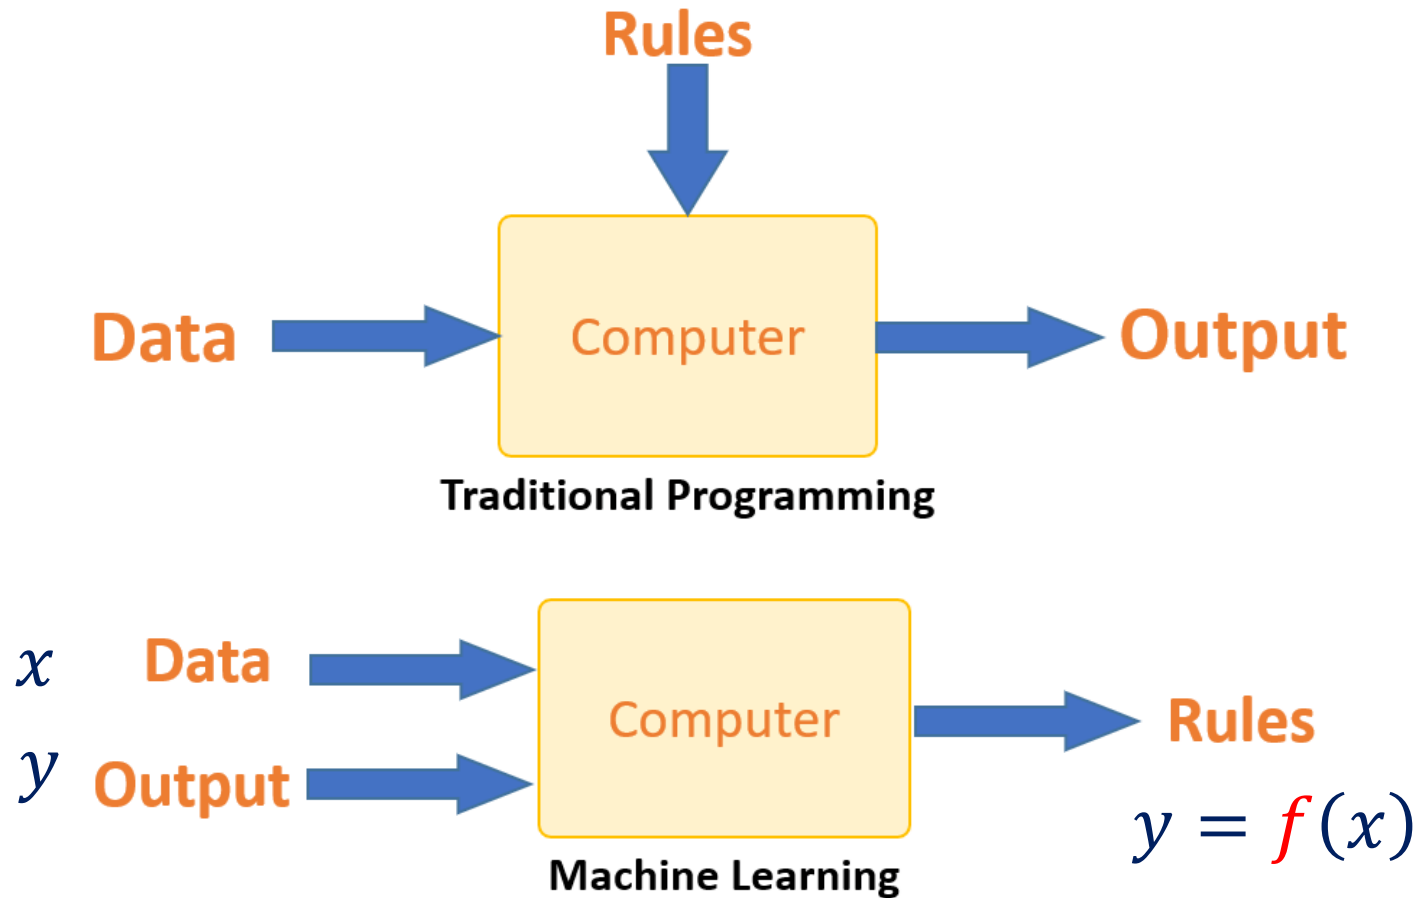 Rules
Data
Computer
Output
Traditional Programming
x
Data
y
Output
Computer
Rules
y = f(x)
Machine Learning